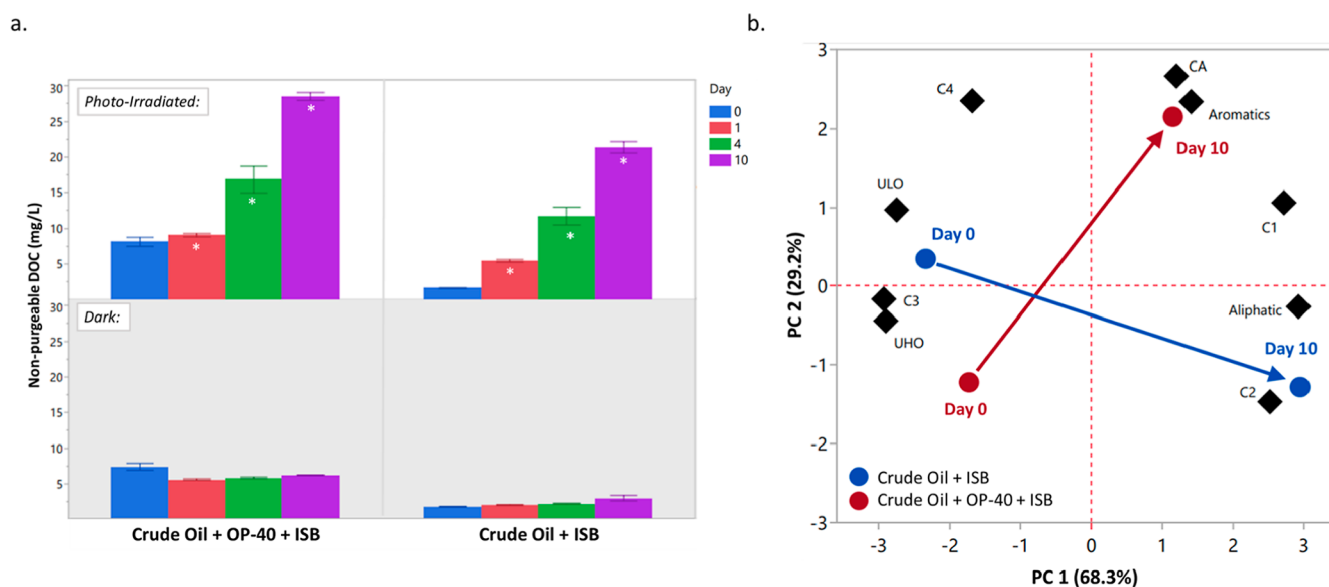 a.
Non-purgeable DOC (mg/L)
30
25
20
15
10
5
30
25
20
15
10
5
Photo-Irradiated:
*
*
*
*
*
*
Dark:
Crude Oil + OP-40 + ISB
Crude Oil + ISB
Day
0
1
4
10
b.
PC 2 (29.2%)
3
2
1
0
-1
-2
-3
C4
CA
Aromatics
Day 10
ULO
Day 0
C1
C3
UHO
Aliphatic
Day 10
Day 0
C2
Crude Oil + ISB
Crude Oil + OP-40 + ISB
-3
-2
-1
0
1
2
3
PC 1 (68.3%)